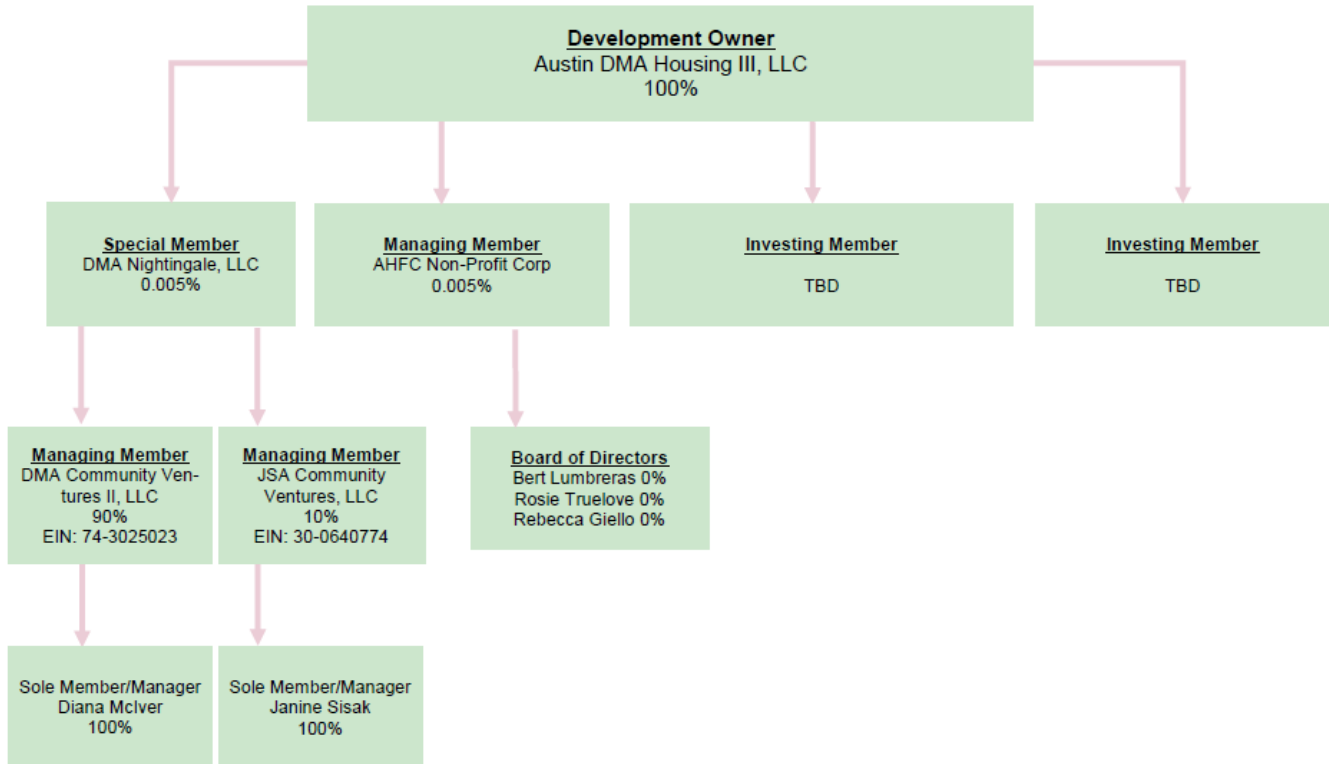 Development Owner
Austin DMA Housing III, LLC
100%
Special Member
DMA Nightingale, LLC
0.005%
Managing Member
AHFC Non-Profit Corp
0.005%
Investing Member
TBD
Investing Member
TBD
Managing Member
DMA Community Ven-
tures II, LLC
90%
EIN: 74-3025023
Managing Member
JSA Community
Ventures, LLC
10%
EIN: 30-0640774
Board of Directors
Bert Lumbreras 0%
Rosie Truelove 0%
Rebecca Giello 0%
Sole Member/Manager
Diana McIver
100%
Sole Member/Manager
Janine Sisak
100%